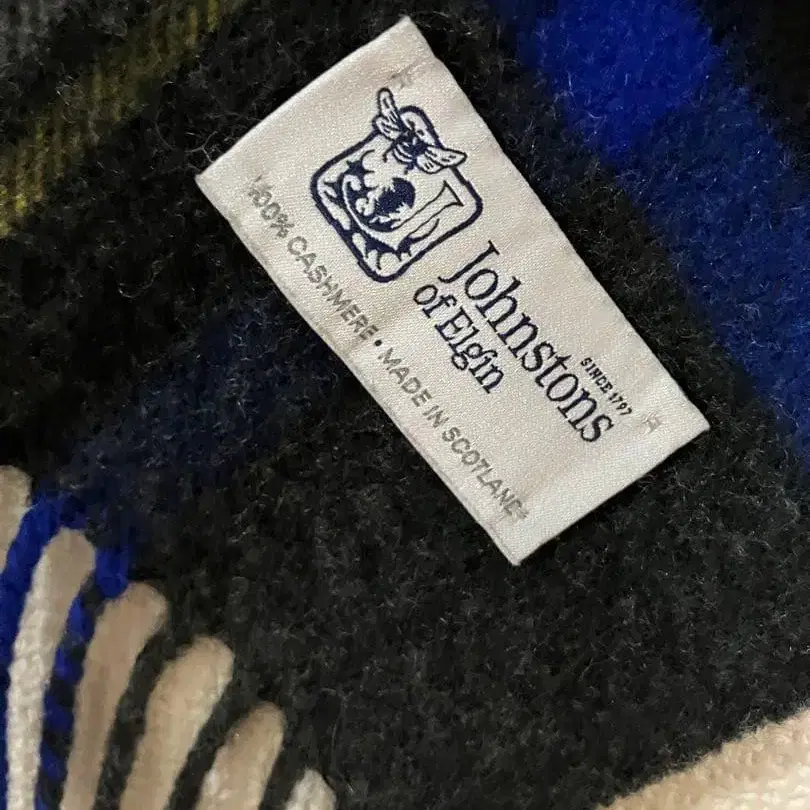 Johnstons
of Elgin
SINCE 1797
100% CASHMERE • MADE IN SCOTLAND